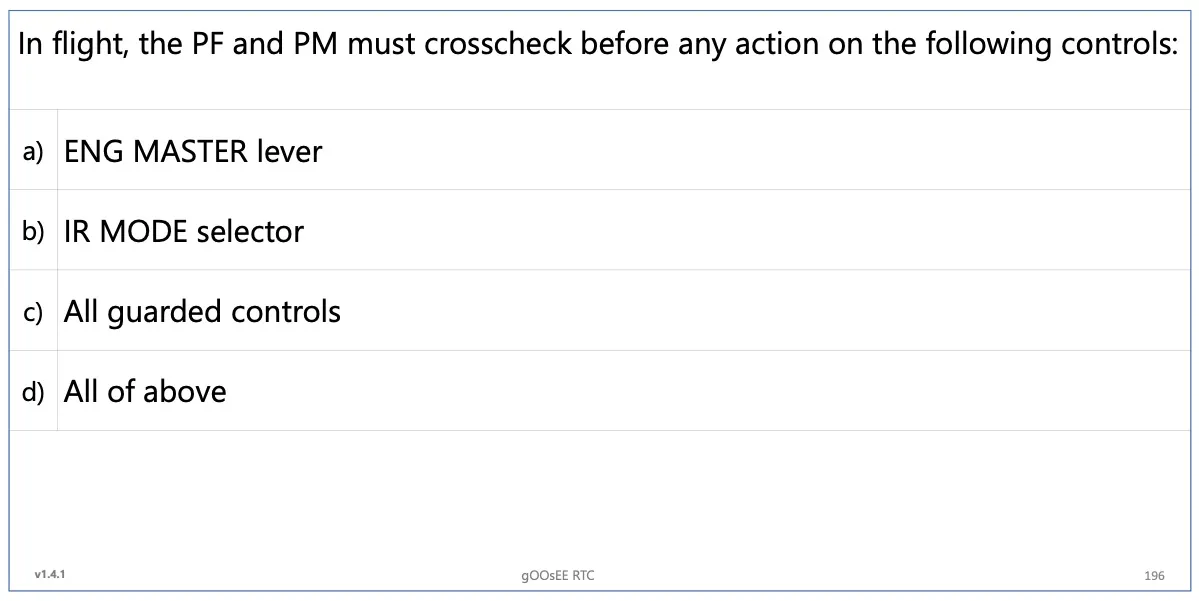 In flight, the PF and PM must crosscheck before any action on the following controls:
a) ENG MASTER lever
b) IR MODE selector
c) All guarded controls
d) All of above
v1.4.1 gOOsEE RTC 196